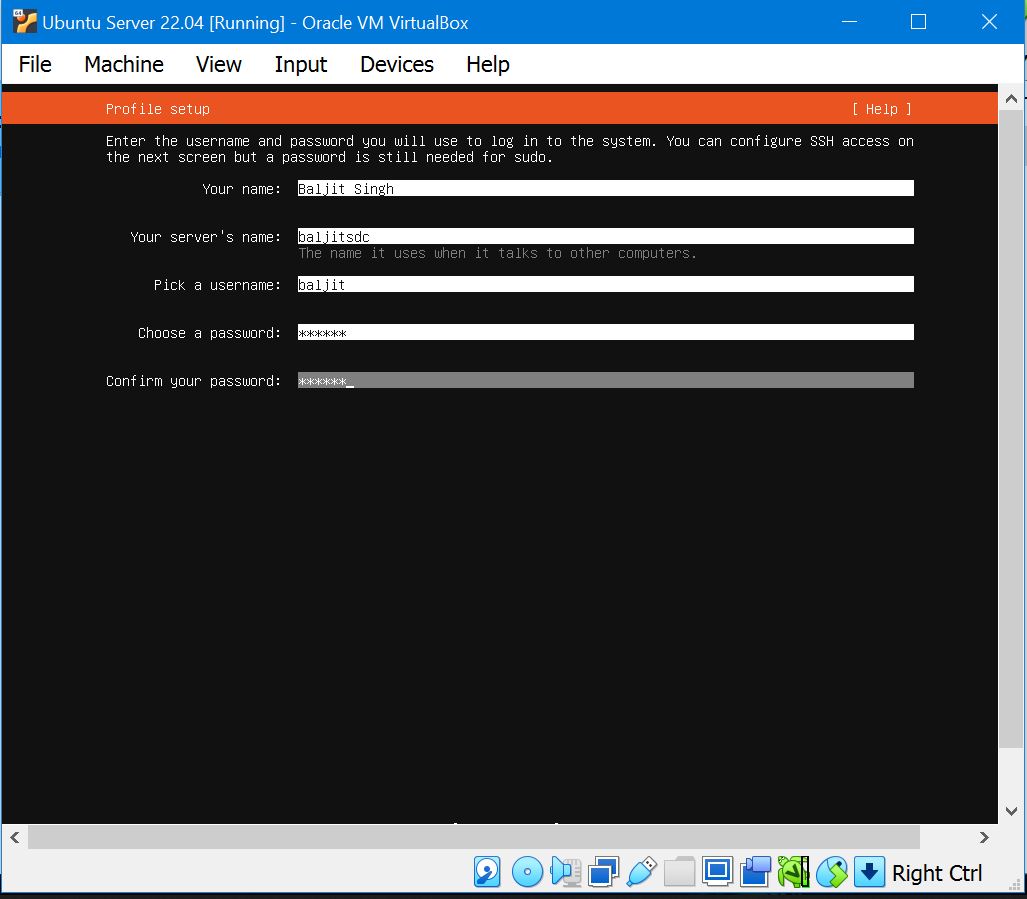 Ubuntu Server 22.04 [Running] - Oracle VM VirtualBox
File Machine View Input Devices Help
Profile setup [ Help ]
Enter the username and password you will use to log in to the system. You can configure SSH access on
the next screen but a password is still needed for sudo.
Your name: Baljit Singh
Your server's name: baljitsdc
The name it uses when it talks to other computers.
Pick a username: baljit
Choose a password: ******
Confirm your password: ******_
Right Ctrl